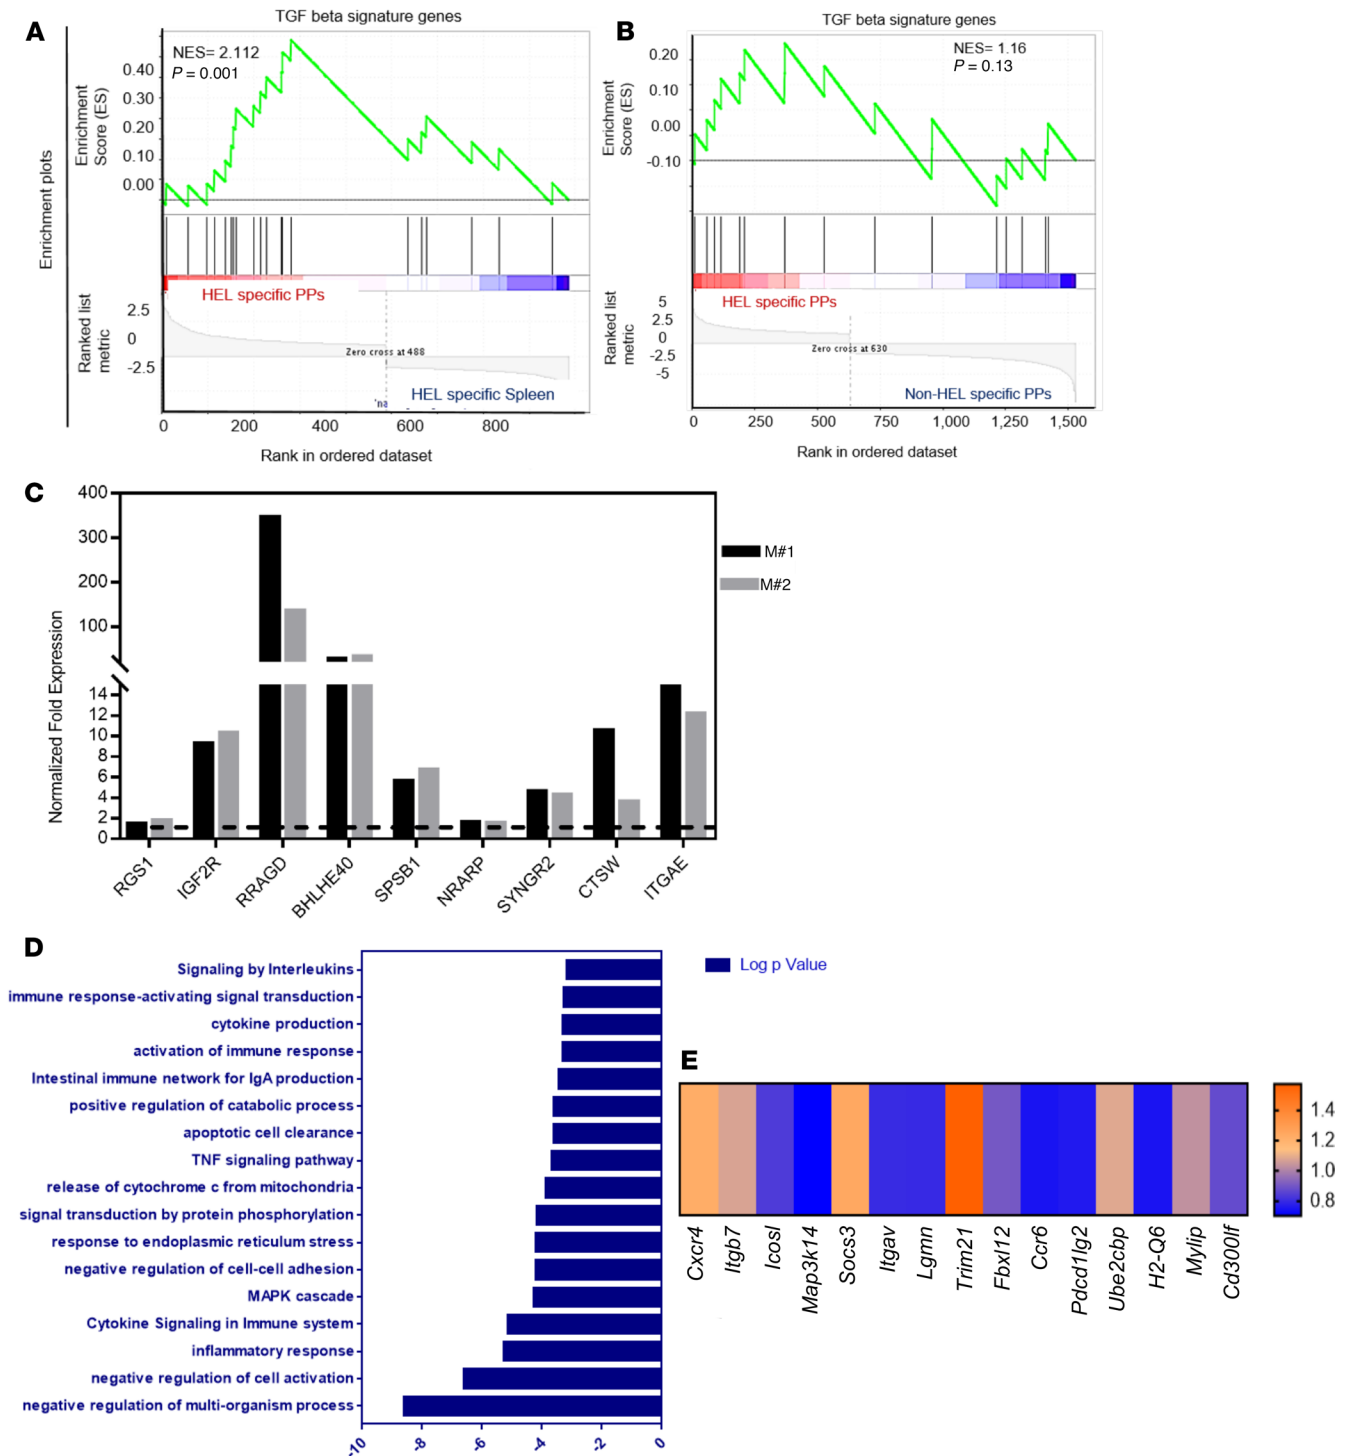 A
TGF beta signature genes
Enrichment plots
Enrichment
Score (ES)
NES= 2.112
P = 0.001
0.40
0.30
0.20
0.10
0.00
HEL specific PPs
Ranked list
metric
2.5
0
-2.5
Zero cross at 488
HEL specific Spleen
0
200
400
600
800
Rank in ordered dataset
B
TGF beta signature genes
Enrichment
Score (ES)
NES= 1.16
P = 0.13
0.20
0.10
0.00
-0.10
HEL specific PPs
Ranked list
metric
5
2.5
0
-2.5
-5
Zero cross at 630
Non-HEL specific PPs
0
250
500
750
1,000
1,250
1,500
Rank in ordered dataset
C
Normalized Fold Expression
400
300
200
100
14
12
10
8
6
4
2
0
RGS1
IGF2R
RRAGD
BHLHE40
SPSB1
NRARP
SYNGR2
CTSW
ITGAE
M#1
M#2
D
Signaling by Interleukins
immune response-activating signal transduction
cytokine production
activation of immune response
Intestinal immune network for IgA production
positive regulation of catabolic process
apoptotic cell clearance
TNF signaling pathway
release of cytochrome c from mitochondria
signal transduction by protein phosphorylation
response to endoplasmic reticulum stress
negative regulation of cell-cell adhesion
MAPK cascade
Cytokine Signaling in Immune system
inflammatory response
negative regulation of cell activation
negative regulation of multi-organism process
-10
-8
-6
-4
-2
0
Log p Value
E
Cxcr4
Itgb7
Icosl
Map3k14
Socs3
Itgav
Lgmn
Trim21
Fbxl12
Ccr6
Pdcd1lg2
Ube2cbp
H2-Q6
Mylip
Cd300lf
1.4
1.2
1.0
0.8